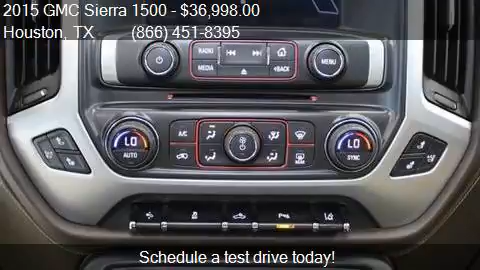 2015 GMC Sierra 1500 - $36,998.00
Houston, TX (866) 451-8395
RADIO
MEDIA
BACK
MENU
LO
AUTO
A/C
REAR
LO
SYNC
Schedule a test drive today!